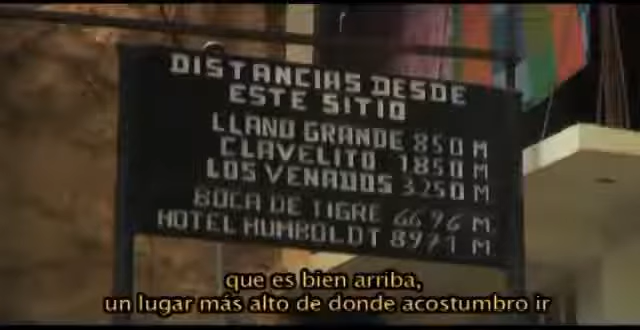 DISTANCIAS DESDE
ESTE SITIO
LLANO GRANDE 850 M
CLAVELITO 1850 M
LOS VENADOS 3250 M
BOCA DE TIGRE 6696 M.
HOTEL HUMBOLDT 8971 M
que es bien arriba,
un lugar más alto de donde acostumbro ir